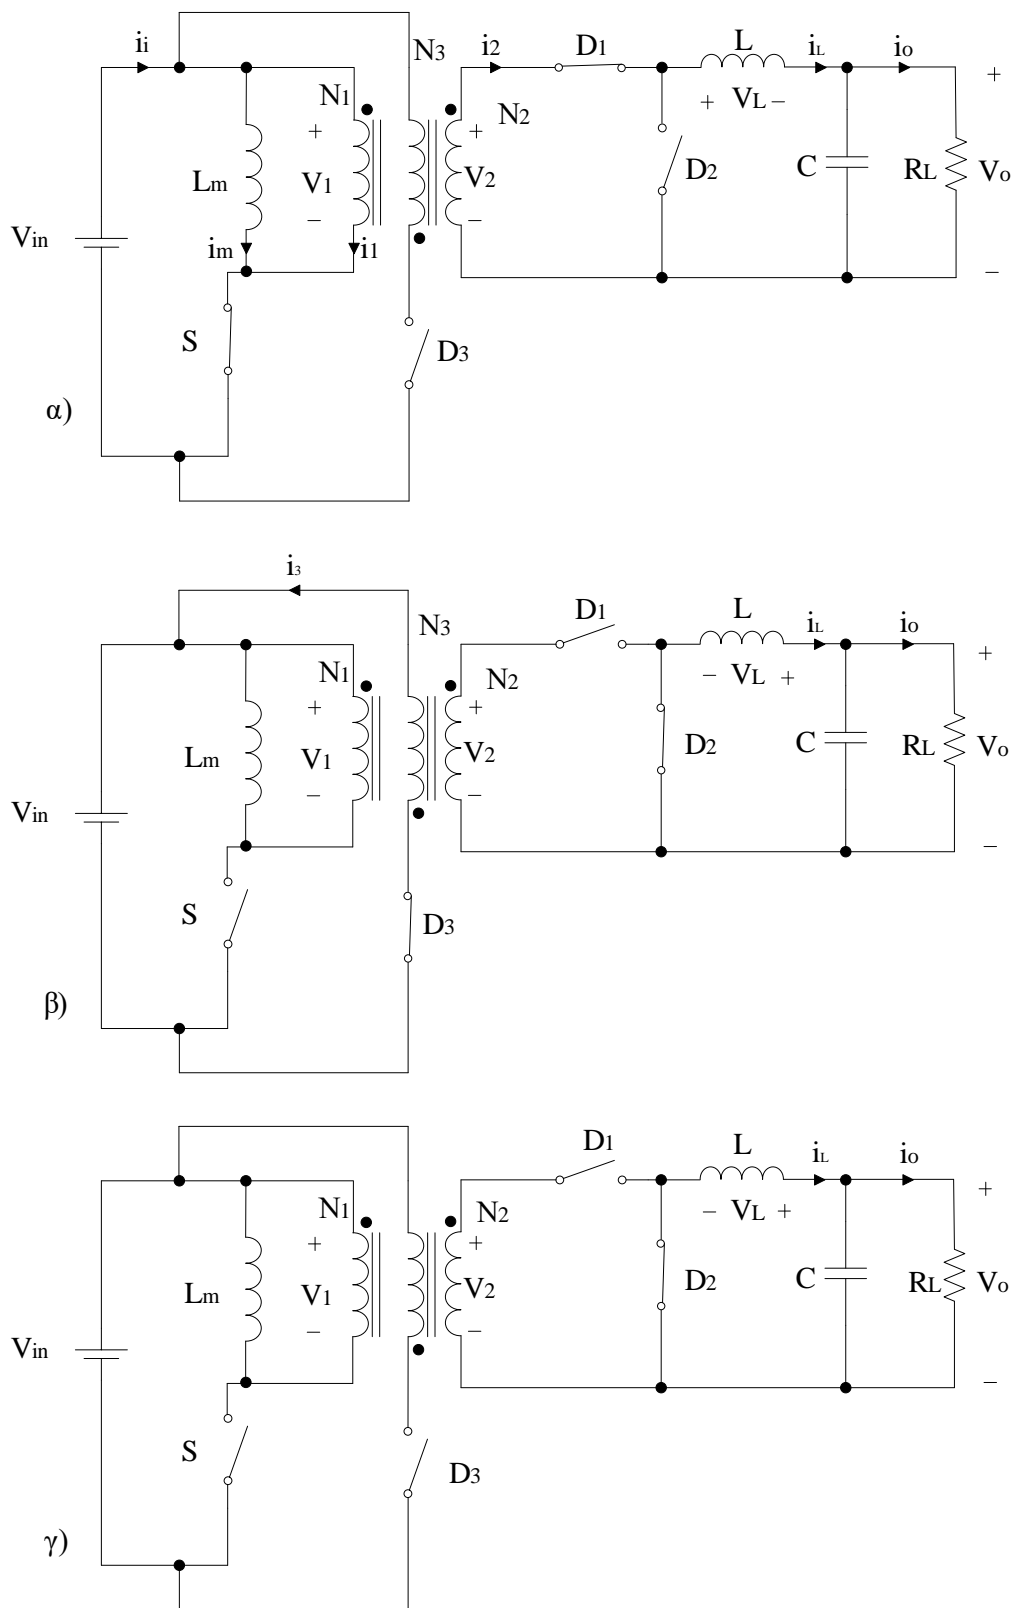 ii N3 i2 D1 L iL io
N1 N2 + VL – +
+ +
Lm V1 V2 D2 C RL Vo
– –
Vin im i1 –
S D3
α)
i3
N3 D1 L iL io
N1 N2 – VL + +
+ +
Lm V1 V2 D2 C RL Vo
– –
Vin –
S D3
β)
D1 L iL io
N1 N2 – VL + +
+ +
Lm V1 V2 D2 C RL Vo
– –
Vin –
S D3
γ)